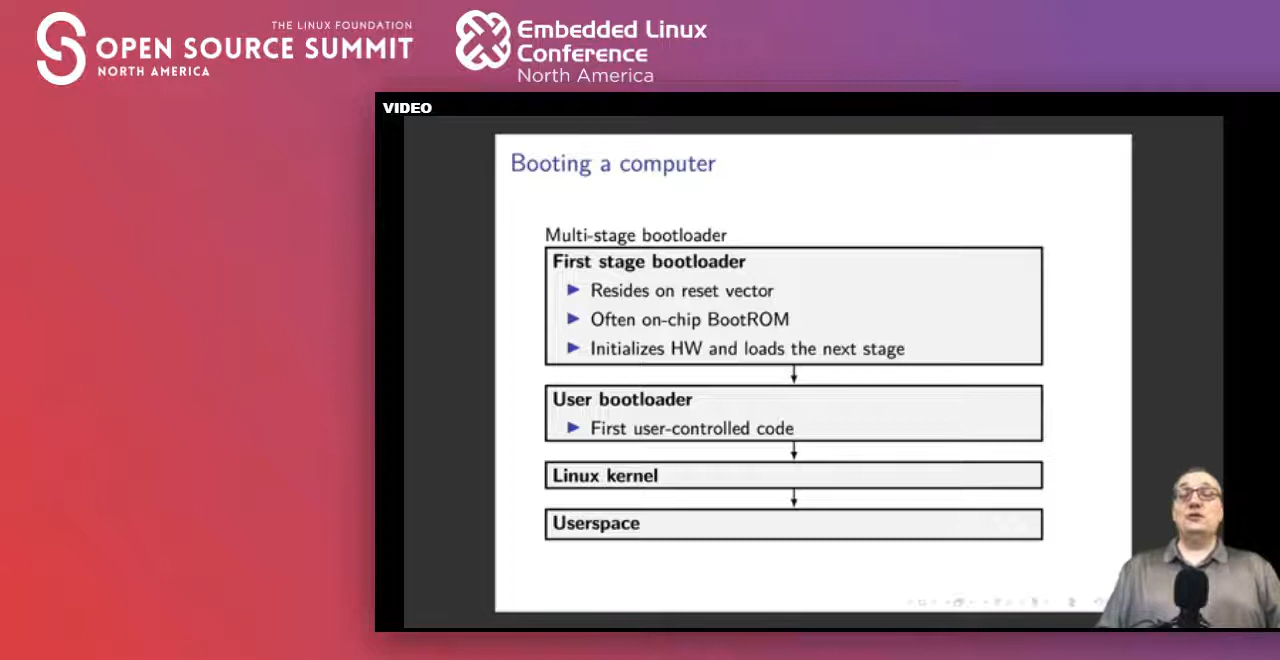 THE LINUX FOUNDATION
OPEN SOURCE SUMMIT
NORTH AMERICA
Embedded Linux
Conference
North America
VIDEO
Booting a computer
Multi-stage bootloader
First stage bootloader
Resides on reset vector
Often on-chip BootROM
Initializes HW and loads the next stage
User bootloader
First user-controlled code
Linux kernel
Userspace